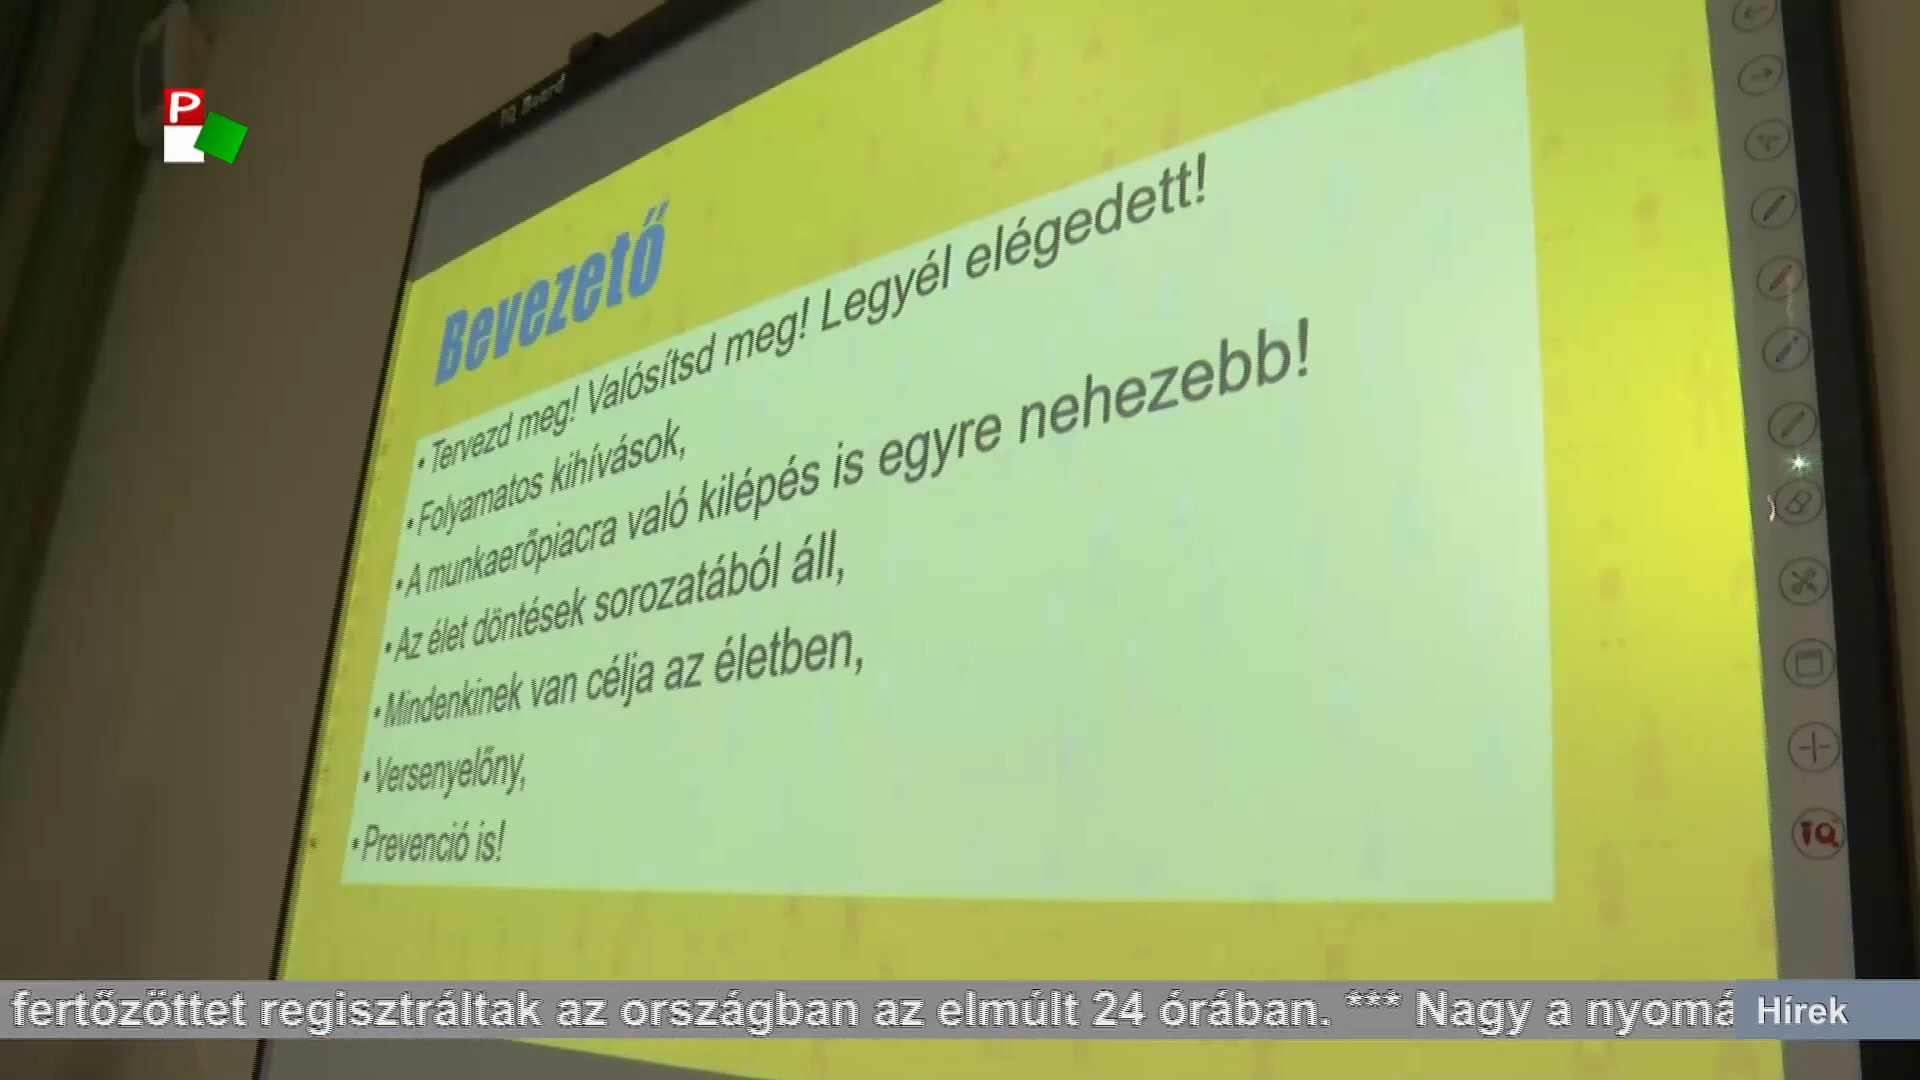 P
IQ Board
Bevezető
• Tervezd meg! Valósítsd meg! Legyél elégedett!
• Folyamatos kihívások,
• A munkaerőpiacra való kilépés is egyre nehezebb!
• Az élet döntések sorozatából áll,
• Mindenkinek van célja az életben,
• Versenyelőny,
• Prevenció is!
IQ
fertőzöttet regisztráltak az országban az elmúlt 24 órában. *** Nagy a nyomá
Hírek